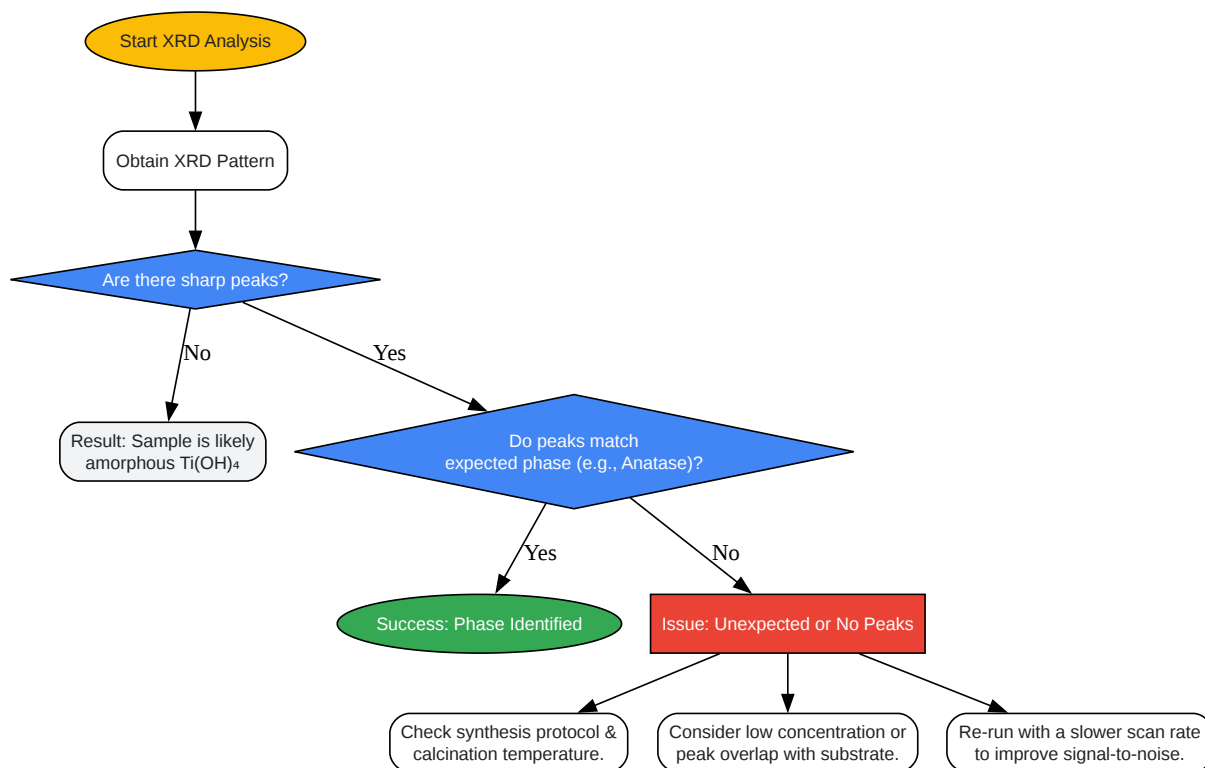 Start XRD Analysis
Obtain XRD Pattern
Are there sharp peaks?
No
Yes
Result: Sample is likely
amorphous Ti(OH)₄
Do peaks match
expected phase (e.g., Anatase)?
Yes
No
Success: Phase Identified
Issue: Unexpected or No Peaks
Check synthesis protocol &
calcination temperature.
Consider low concentration or
peak overlap with substrate.
Re-run with a slower scan rate
to improve signal-to-noise.